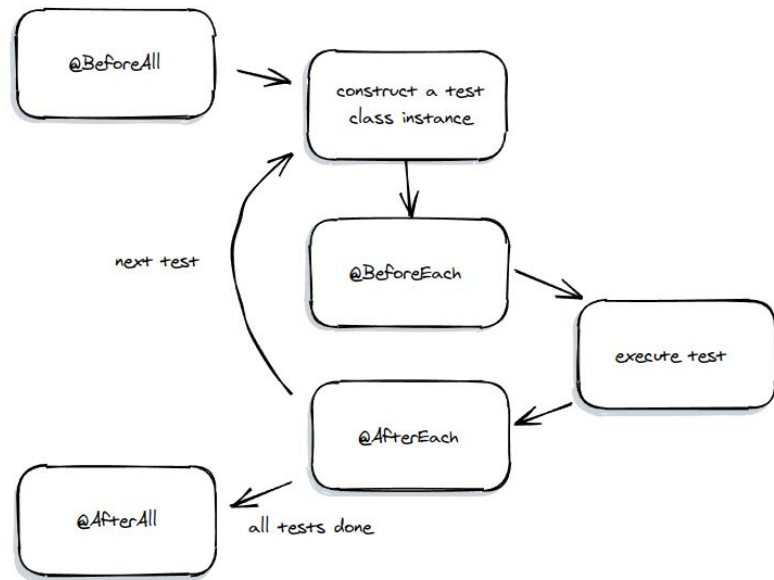 @BeforeAll
construct a test
class instance
@BeforeEach
next test
execute test
@AfterEach
@AfterAll
all tests done